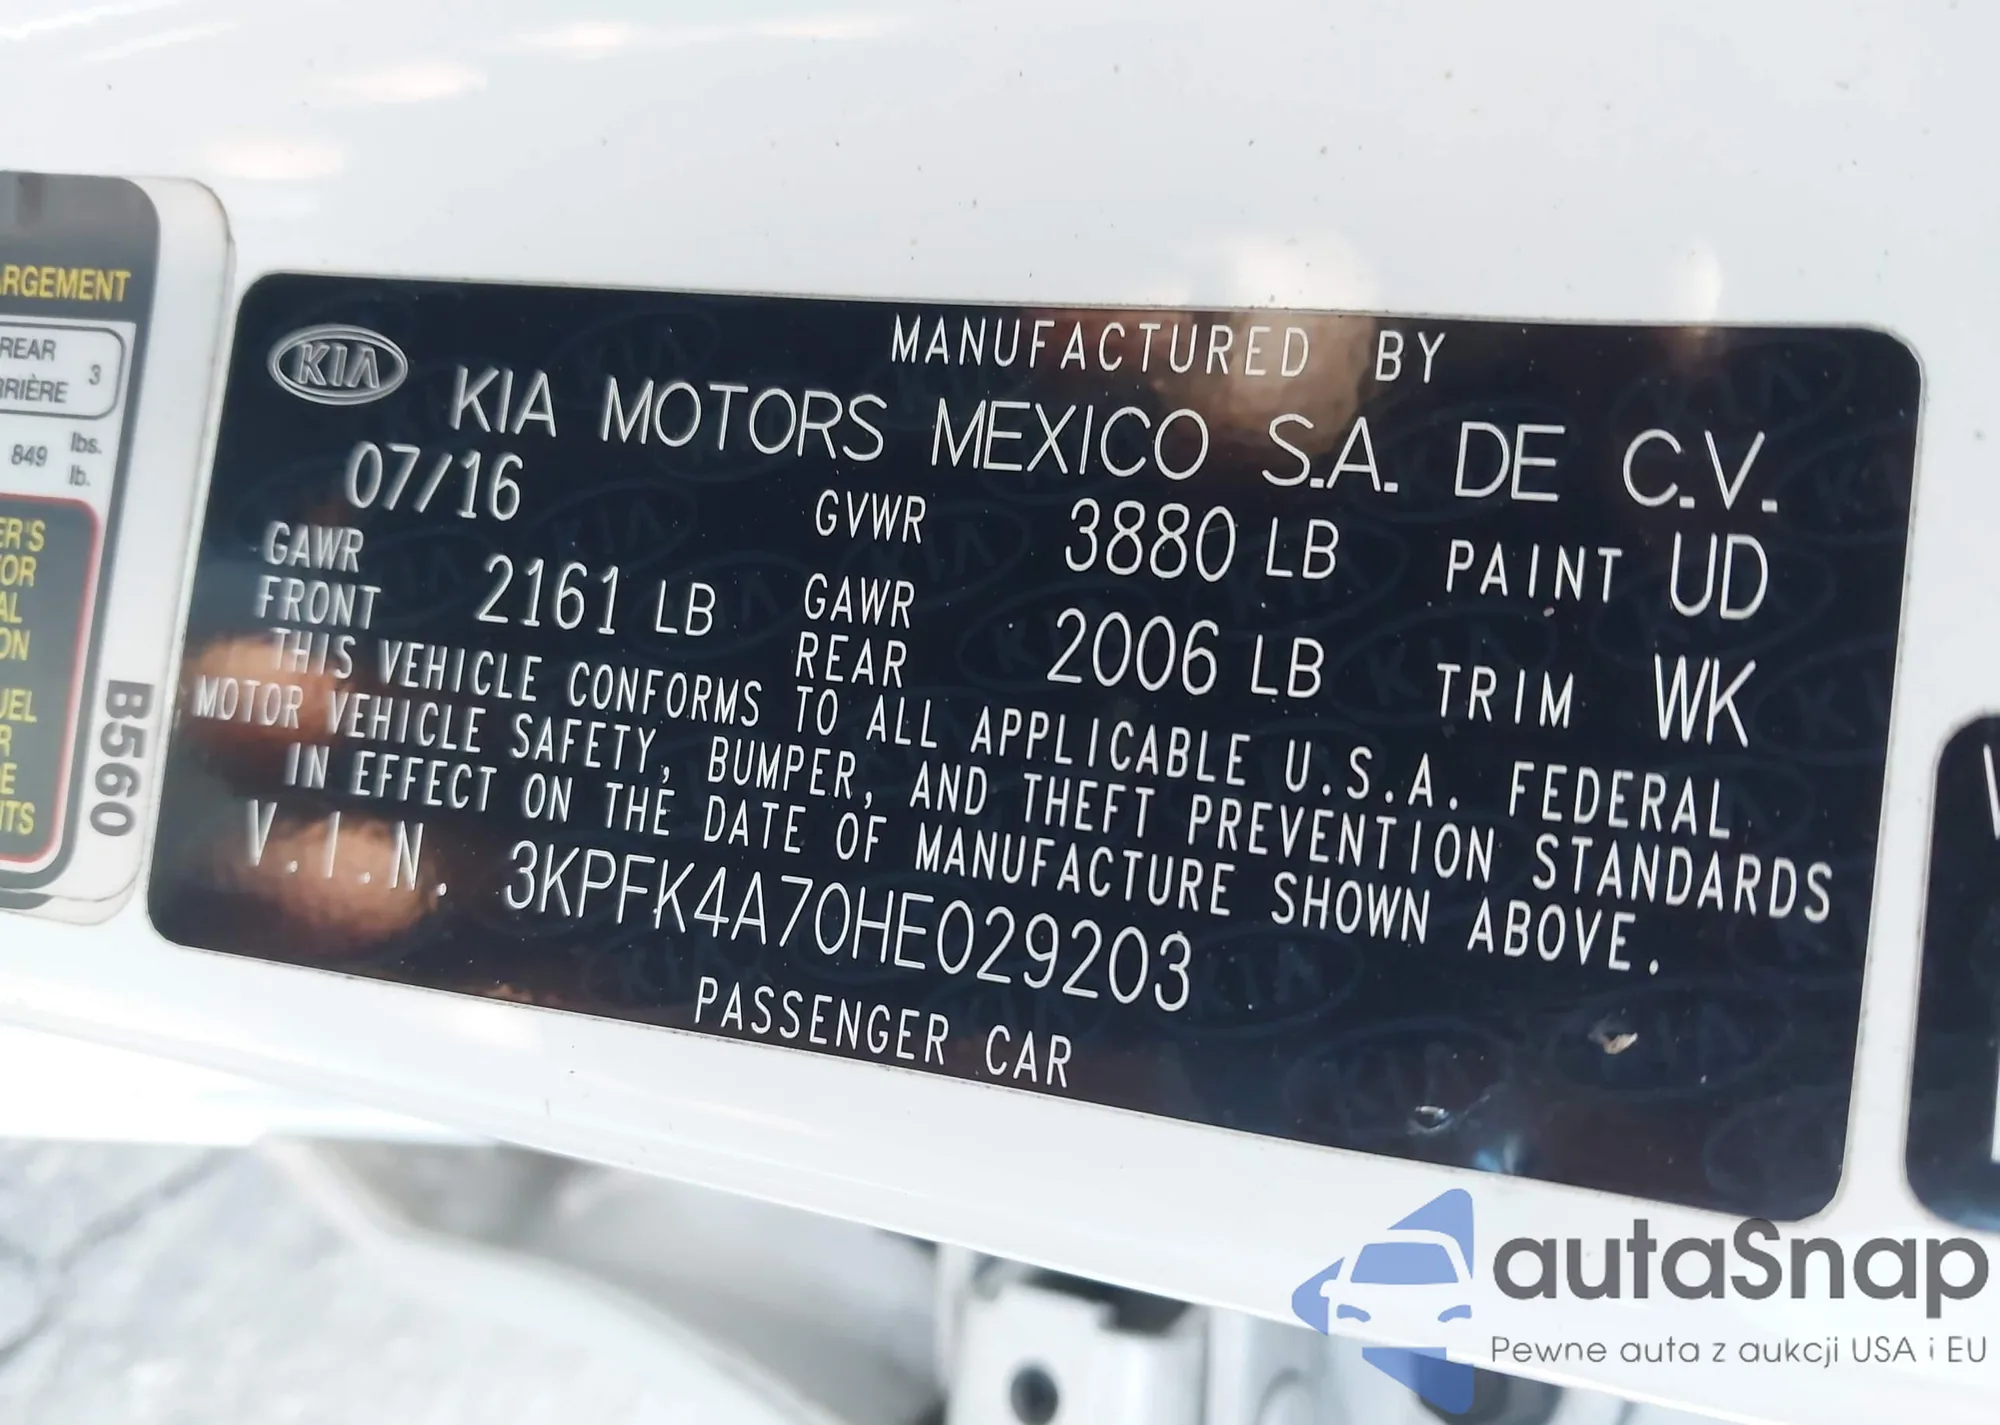 ARGEMENT
REAR
RRIÈRE 3
849 lbs.
lb.
B560
KIA
MANUFACTURED BY
KIA MOTORS MEXICO S.A. DE C.V.
07/16 GVWR 3880 LB PAINT UD
GAWR FRONT 2161 LB GAWR REAR 2006 LB TRIM WK
THIS VEHICLE CONFORMS TO ALL APPLICABLE U.S.A. FEDERAL
MOTOR VEHICLE SAFETY, BUMPER, AND THEFT PREVENTION STANDARDS
IN EFFECT ON THE DATE OF MANUFACTURE SHOWN ABOVE.
V.I.N. 3KPFK4A70HE029203
PASSENGER CAR
autaSnap
Pewne auta z aukcji USA i EU